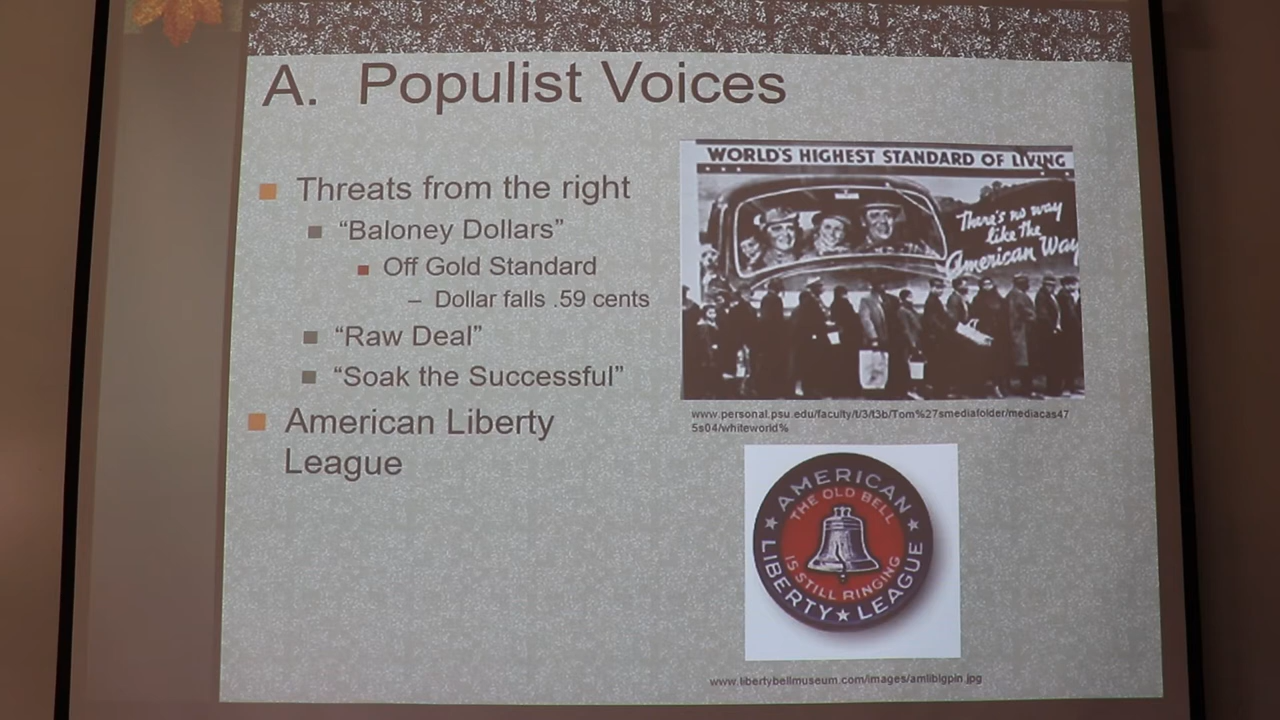 A. Populist Voices
Threats from the right
“Baloney Dollars”
Off Gold Standard
– Dollar falls .59 cents
“Raw Deal”
“Soak the Successful”
American Liberty
League
WORLD'S HIGHEST STANDARD OF LIVING
There's no way
like the
American Way
www.personal.psu.edu/faculty/t/3/t3b/Tom%27smediafolder/mediacas47
5s04/whiteworld%
AMERICAN
THE OLD BELL
IS STILL RINGING
LIBERTY ★ LEAGUE
www.libertybellmuseum.com/images/amlibigpin.jpg